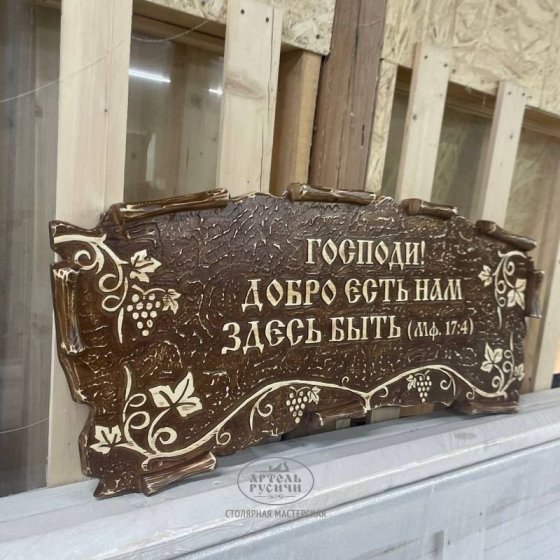 ГОСПОДИ!
ДОБРО ЕСТЬ НАМ
ЗДЕСЬ БЫТЬ (МФ. 17:4)
АРТЕЛЬ
РУСИЧИ
СТОЛЯРНАЯ МАСТЕРСКАЯ